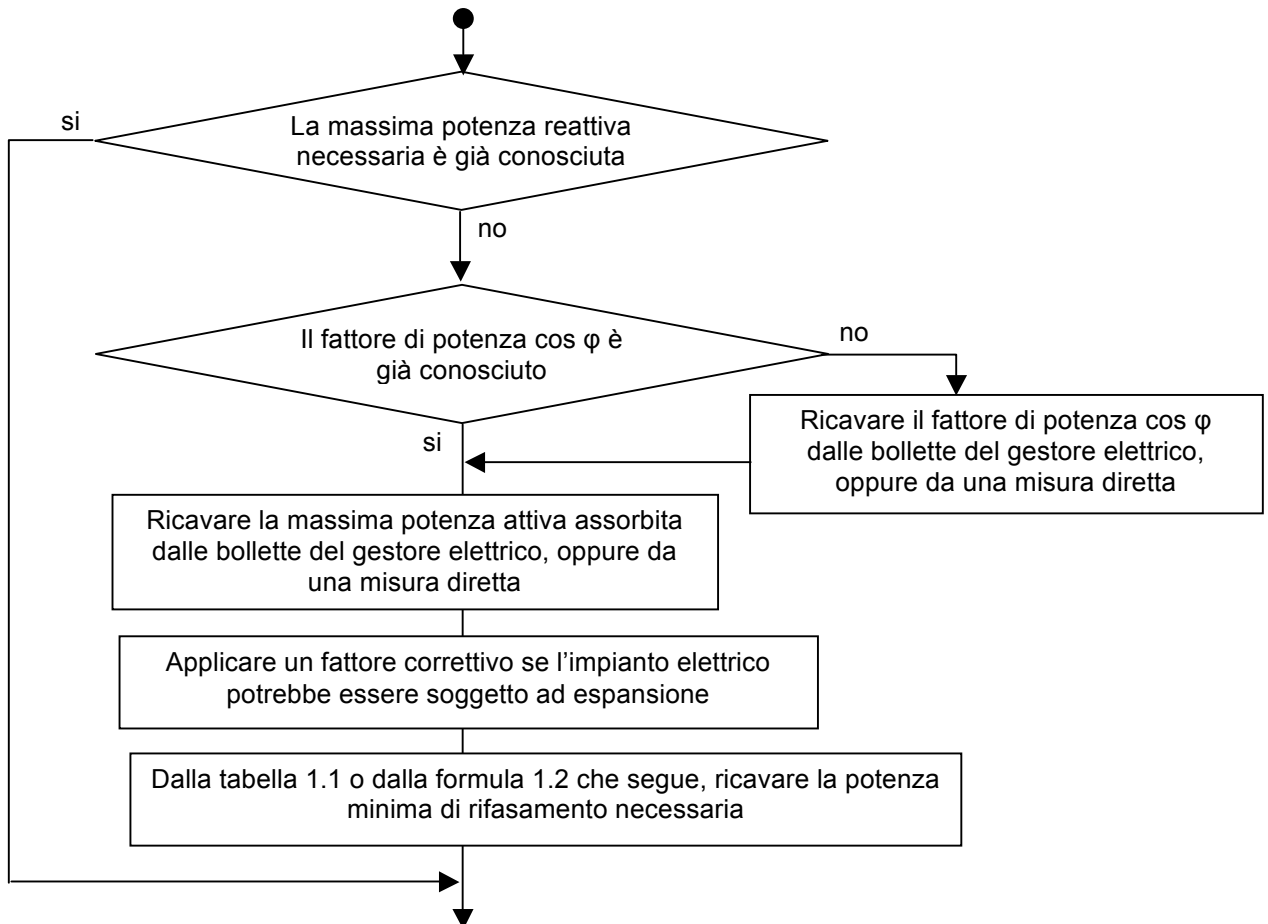 si
La massima potenza reattiva
necessaria è già conosciuta
no
Il fattore di potenza cos φ è
già conosciuto
no
Ricavare il fattore di potenza cos φ
dalle bollette del gestore elettrico,
oppure da una misura diretta
si
Ricavare la massima potenza attiva assorbita
dalle bollette del gestore elettrico, oppure da
una misura diretta
Applicare un fattore correttivo se l’impianto elettrico
potrebbe essere soggetto ad espansione
Dalla tabella 1.1 o dalla formula 1.2 che segue, ricavare la potenza
minima di rifasamento necessaria